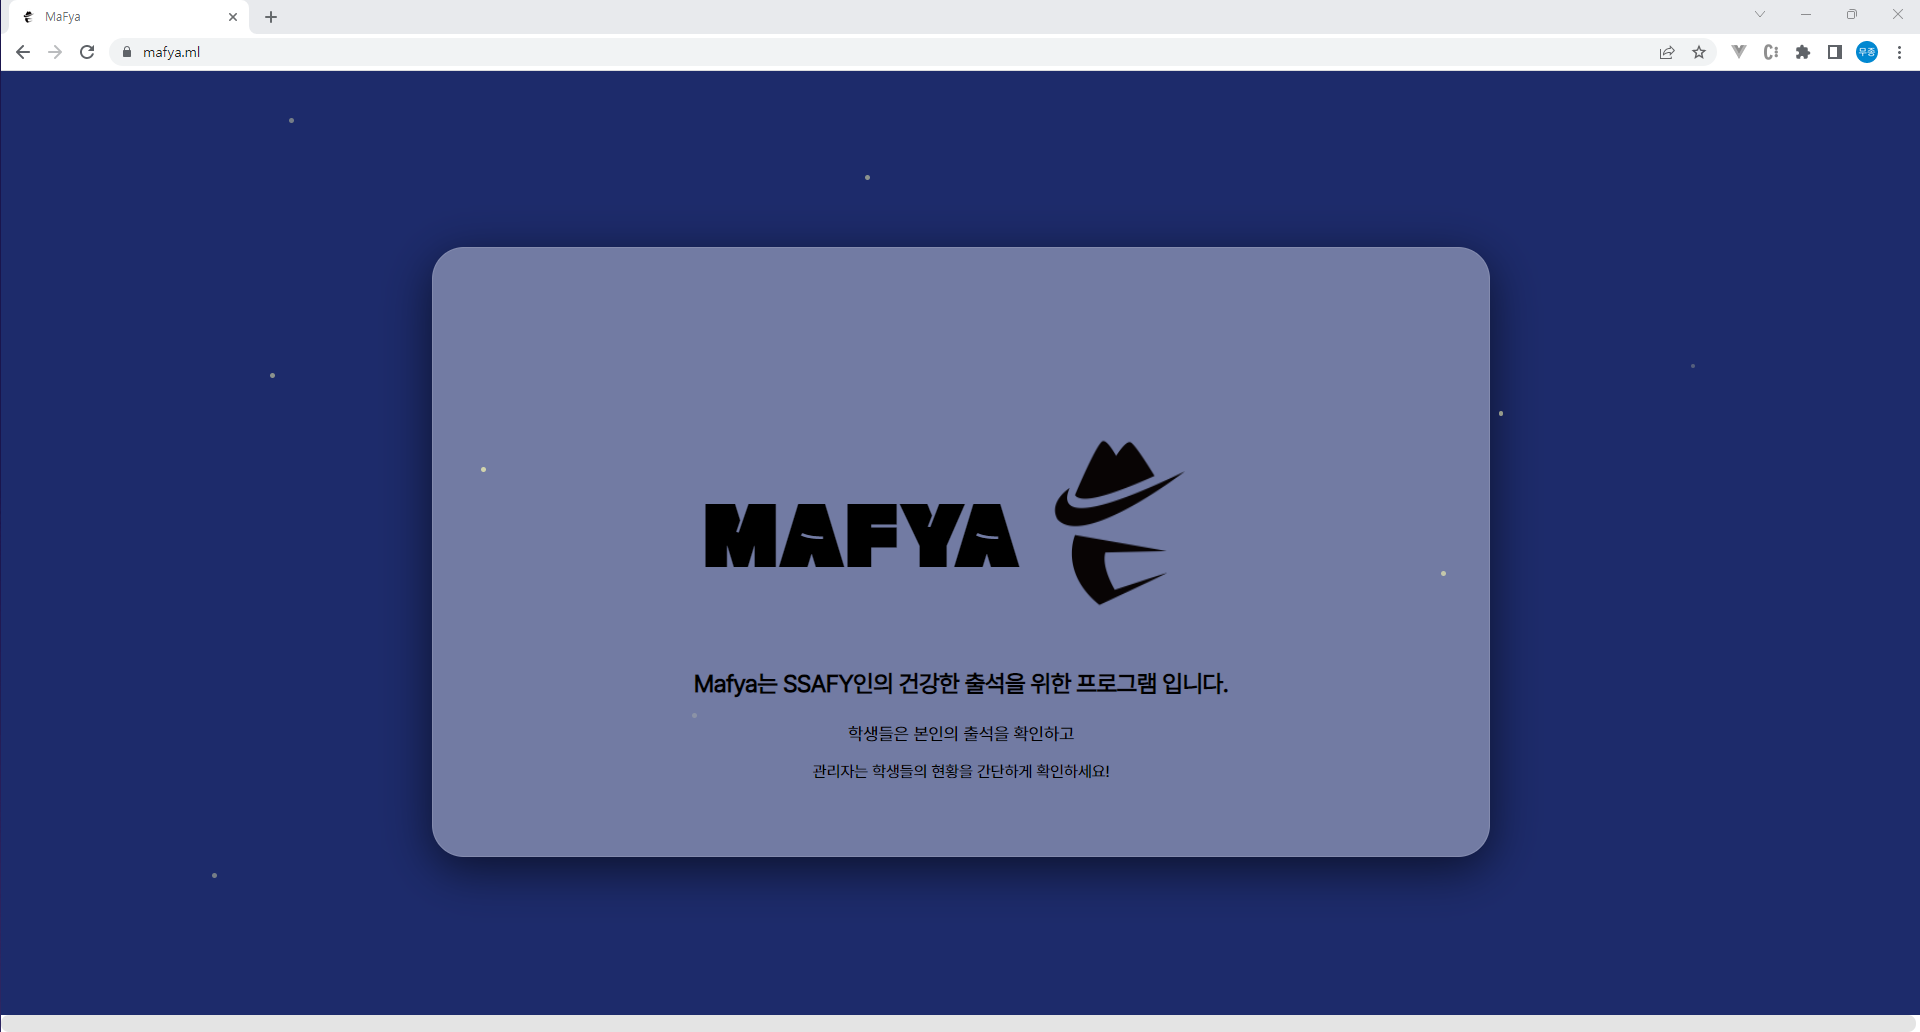 MaFya
mafya.ml
무종
MAFYA
Mafya는 SSAFY인의 건강한 출석을 위한 프로그램 입니다.
학생들은 본인의 출석을 확인하고
관리자는 학생들의 현황을 간단하게 확인하세요!